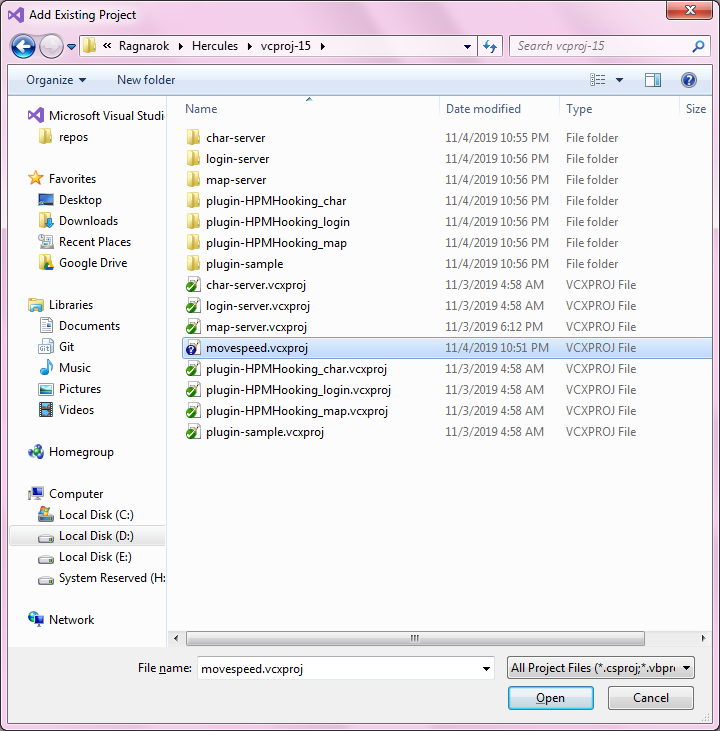 Add Existing Project
« Ragnarok Hercules vcproj-15
Search vcproj-15
Organize New folder
Name Date modified Type Size
Microsoft Visual Studi
repos
Favorites
Desktop
Downloads
Recent Places
Google Drive
Libraries
Documents
Git
Music
Pictures
Videos
Homegroup
Computer
Local Disk (C:)
Local Disk (D:)
Local Disk (E:)
System Reserved (H:
Network
char-server 11/4/2019 10:55 PM File folder
login-server 11/4/2019 10:56 PM File folder
map-server 11/4/2019 10:56 PM File folder
plugin-HPMHooking_char 11/4/2019 10:56 PM File folder
plugin-HPMHooking_login 11/4/2019 10:56 PM File folder
plugin-HPMHooking_map 11/4/2019 10:56 PM File folder
plugin-sample 11/4/2019 10:56 PM File folder
char-server.vcxproj 11/3/2019 4:58 AM VCXPROJ File
login-server.vcxproj 11/3/2019 4:58 AM VCXPROJ File
map-server.vcxproj 11/3/2019 6:12 PM VCXPROJ File
movespeed.vcxproj 11/4/2019 10:51 PM VCXPROJ File
plugin-HPMHooking_char.vcxproj 11/3/2019 4:58 AM VCXPROJ File
plugin-HPMHooking_login.vcxproj 11/3/2019 4:58 AM VCXPROJ File
plugin-HPMHooking_map.vcxproj 11/3/2019 4:58 AM VCXPROJ File
plugin-sample.vcxproj 11/3/2019 4:58 AM VCXPROJ File
File name: movespeed.vcxproj
All Project Files (*.csproj;*.vbpr
Open Cancel